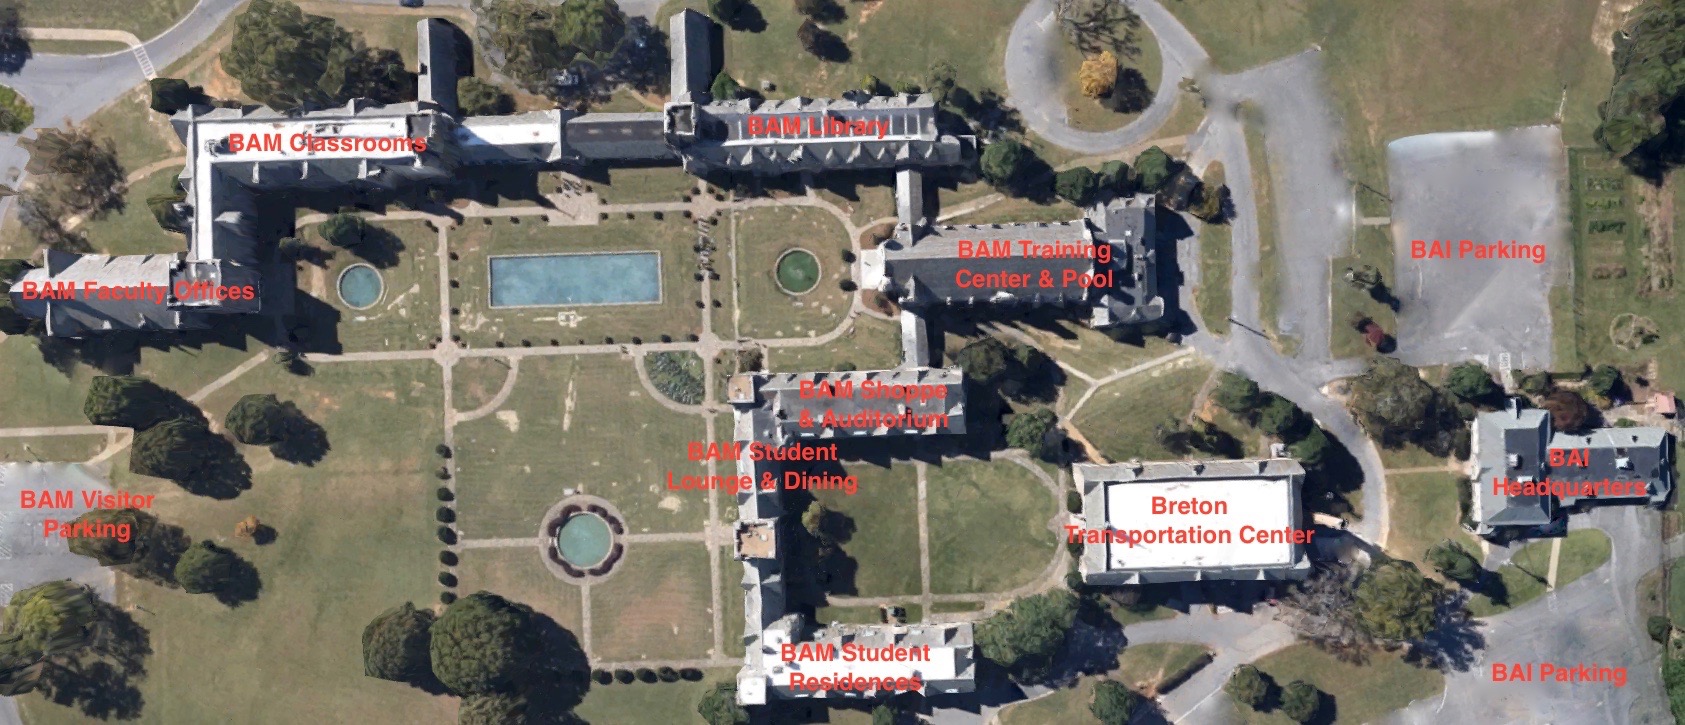 BAM Classrooms
BAM Library
BAM Training
Center & Pool
BAI Parking
BAM Faculty Offices
BAM Shoppe
& Auditorium
BAM Student
Lounge & Dining
BAM Visitor
Parking
Breton
Transportation Center
BAI
Headquarters
BAM Student
Residences
BAI Parking